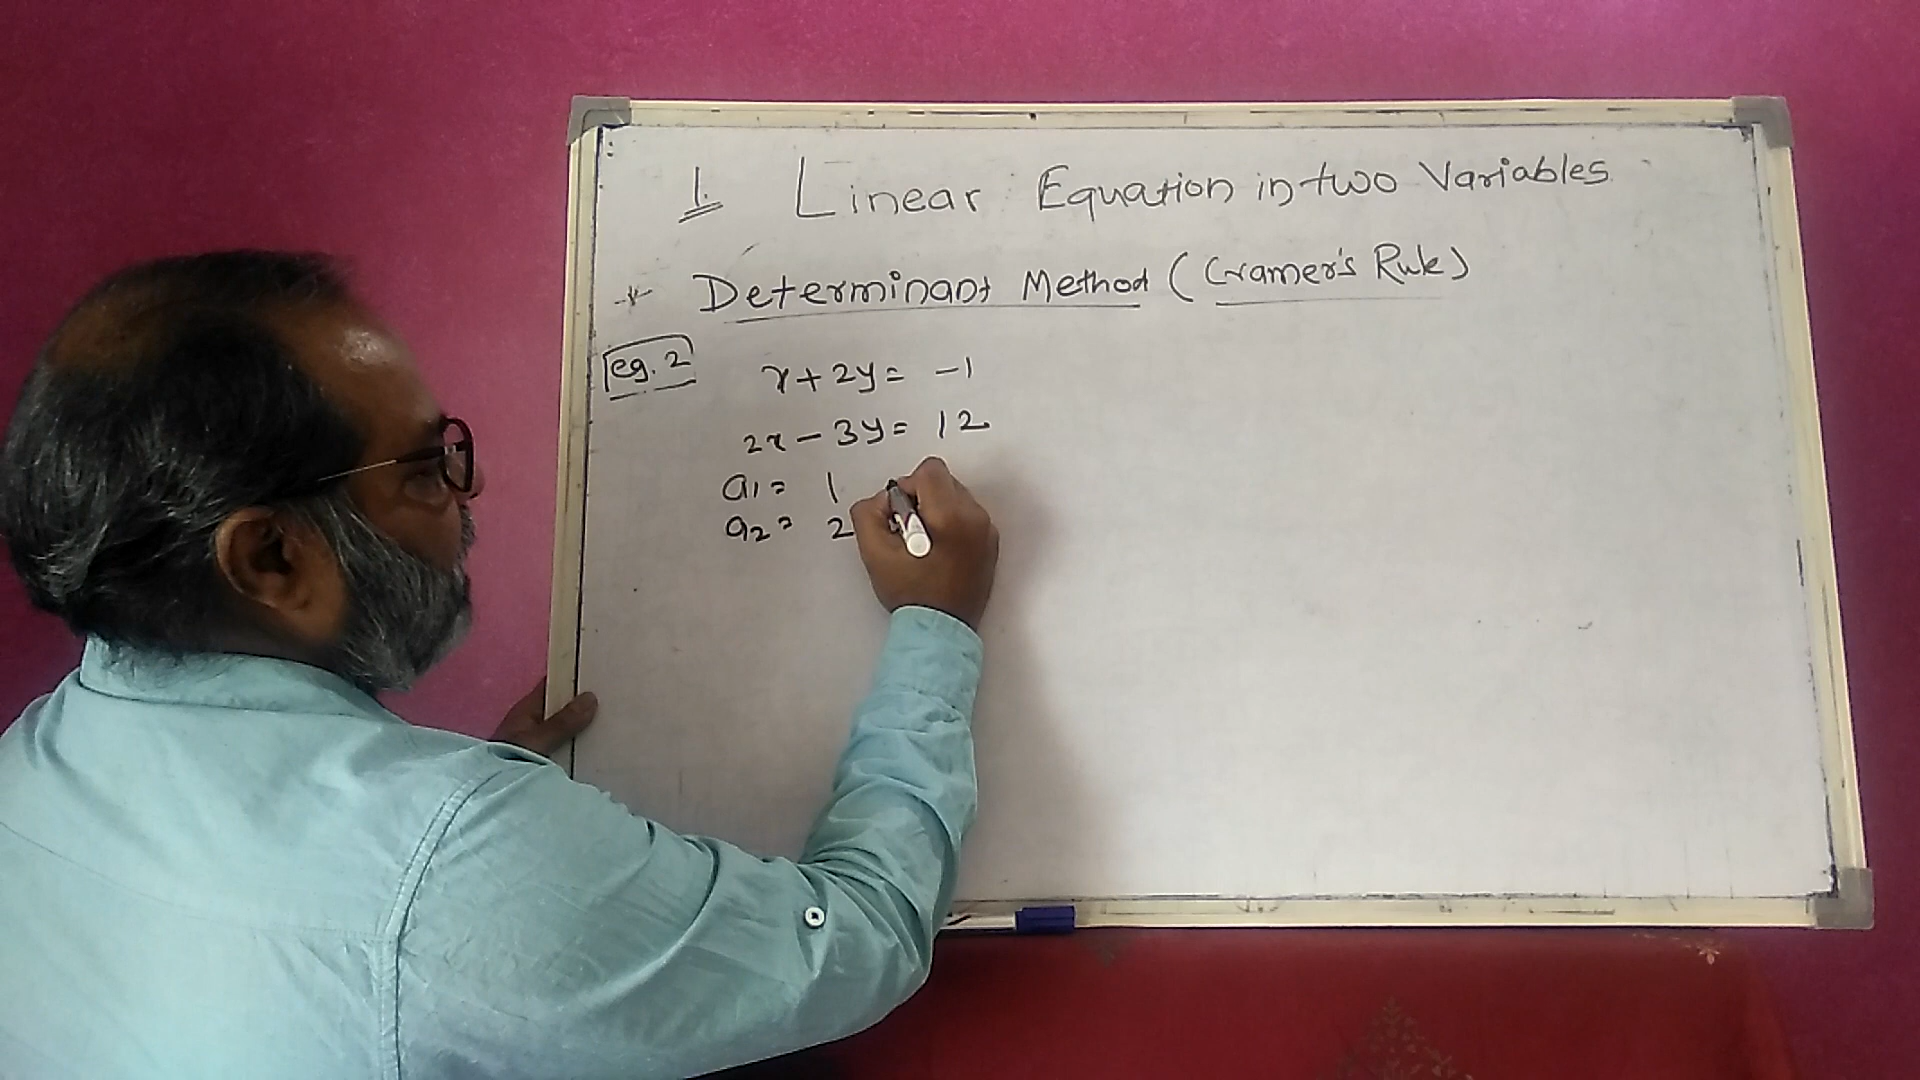 1. Linear Equation in two Variables
* Determinant Method (Cramer's Rule)
eg. 2
x + 2y = -1
2x - 3y = 12
a1 = 1
a2 = 2